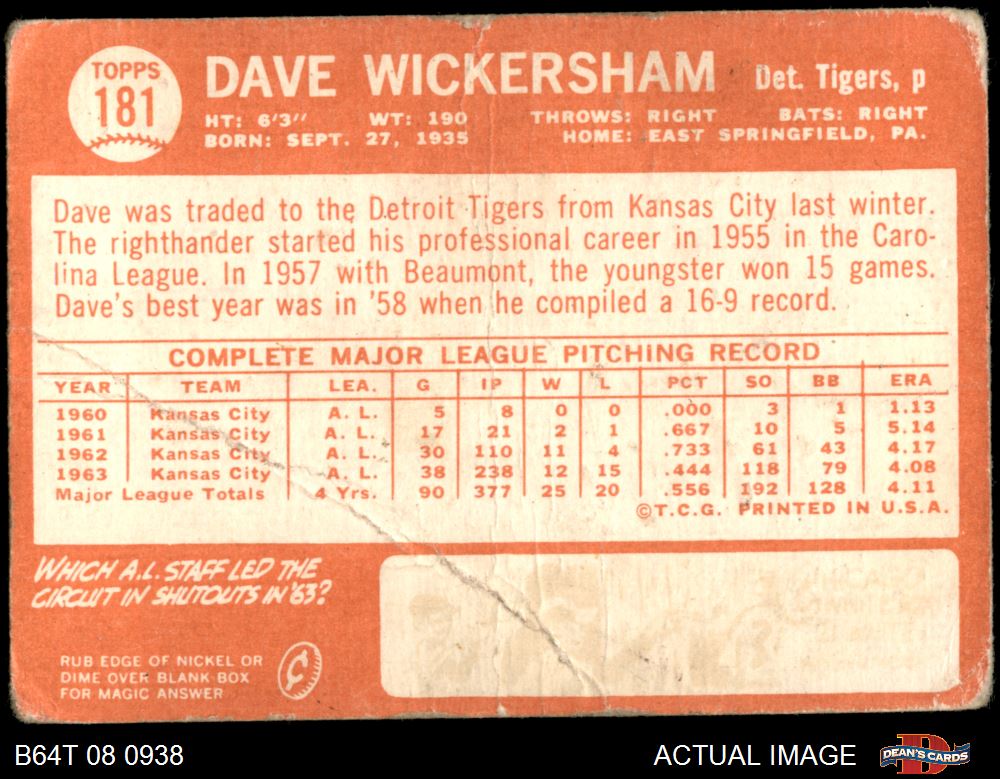 TOPPS
181
DAVE WICKERSHAM Det. Tigers, p
HT: 6'3" WT: 190 THROWS: RIGHT BATS: RIGHT
BORN: SEPT. 27, 1935 HOME: EAST SPRINGFIELD, PA.
Dave was traded to the Detroit Tigers from Kansas City last winter.
The righthander started his professional career in 1955 in the Caro-
lina League. In 1957 with Beaumont, the youngster won 15 games.
Dave's best year was in '58 when he compiled a 16-9 record.
COMPLETE MAJOR LEAGUE PITCHING RECORD
YEAR TEAM LEA. G IP W L PCT SO BB ERA
1960 Kansas City A. L. 5 8 0 0 .000 3 1 1.13
1961 Kansas City A. L. 17 21 2 1 .667 10 5 5.14
1962 Kansas City A. L. 30 110 11 4 .733 61 43 4.17
1963 Kansas City A. L. 38 238 12 15 .444 118 79 4.08
Major League Totals 4 Yrs. 90 377 25 20 .556 192 128 4.11
©T.C.G. PRINTED IN U.S.A.
WHICH A.L. STAFF LED THE
CIRCUIT IN SHUTOUTS IN '63?
RUB EDGE OF NICKEL OR
DIME OVER BLANK BOX
FOR MAGIC ANSWER
B64T 08 0938 ACTUAL IMAGE DEAN'S CARDS